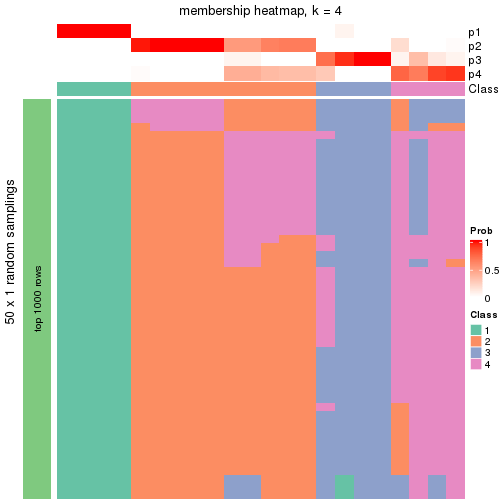 membership heatmap, k = 4
p1
p2
p3
p4
Class
50 x 1 random samplings
top 1000 rows
Prob
1
0.5
0
Class
1
2
3
4